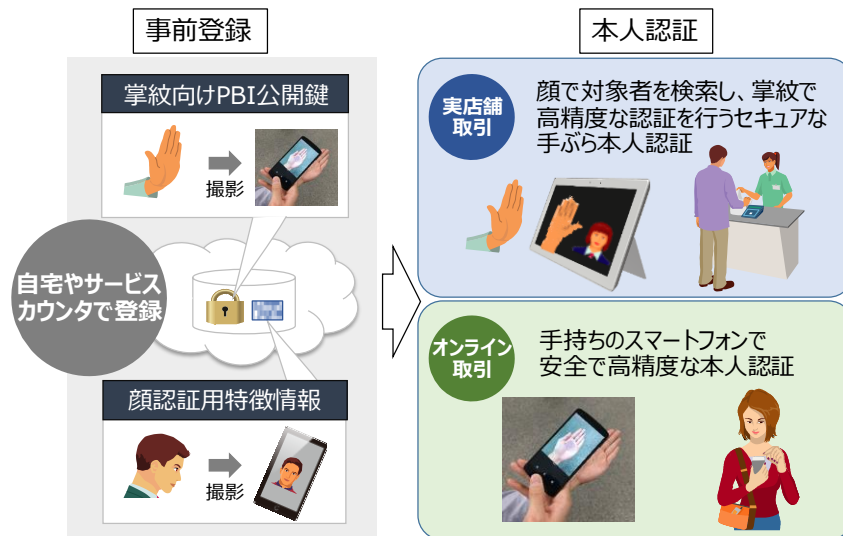 事前登録
掌紋向けPBI公開鍵
撮影
自宅やサービス
カウンタで登録
顔認証用特徴情報
撮影
本人認証
実店舗
取引
顔で対象者を検索し、掌紋で
高精度な認証を行うセキュアな
手ぶら本人認証
オンライン
取引
手持ちのスマートフォンで
安全で高精度な本人認証